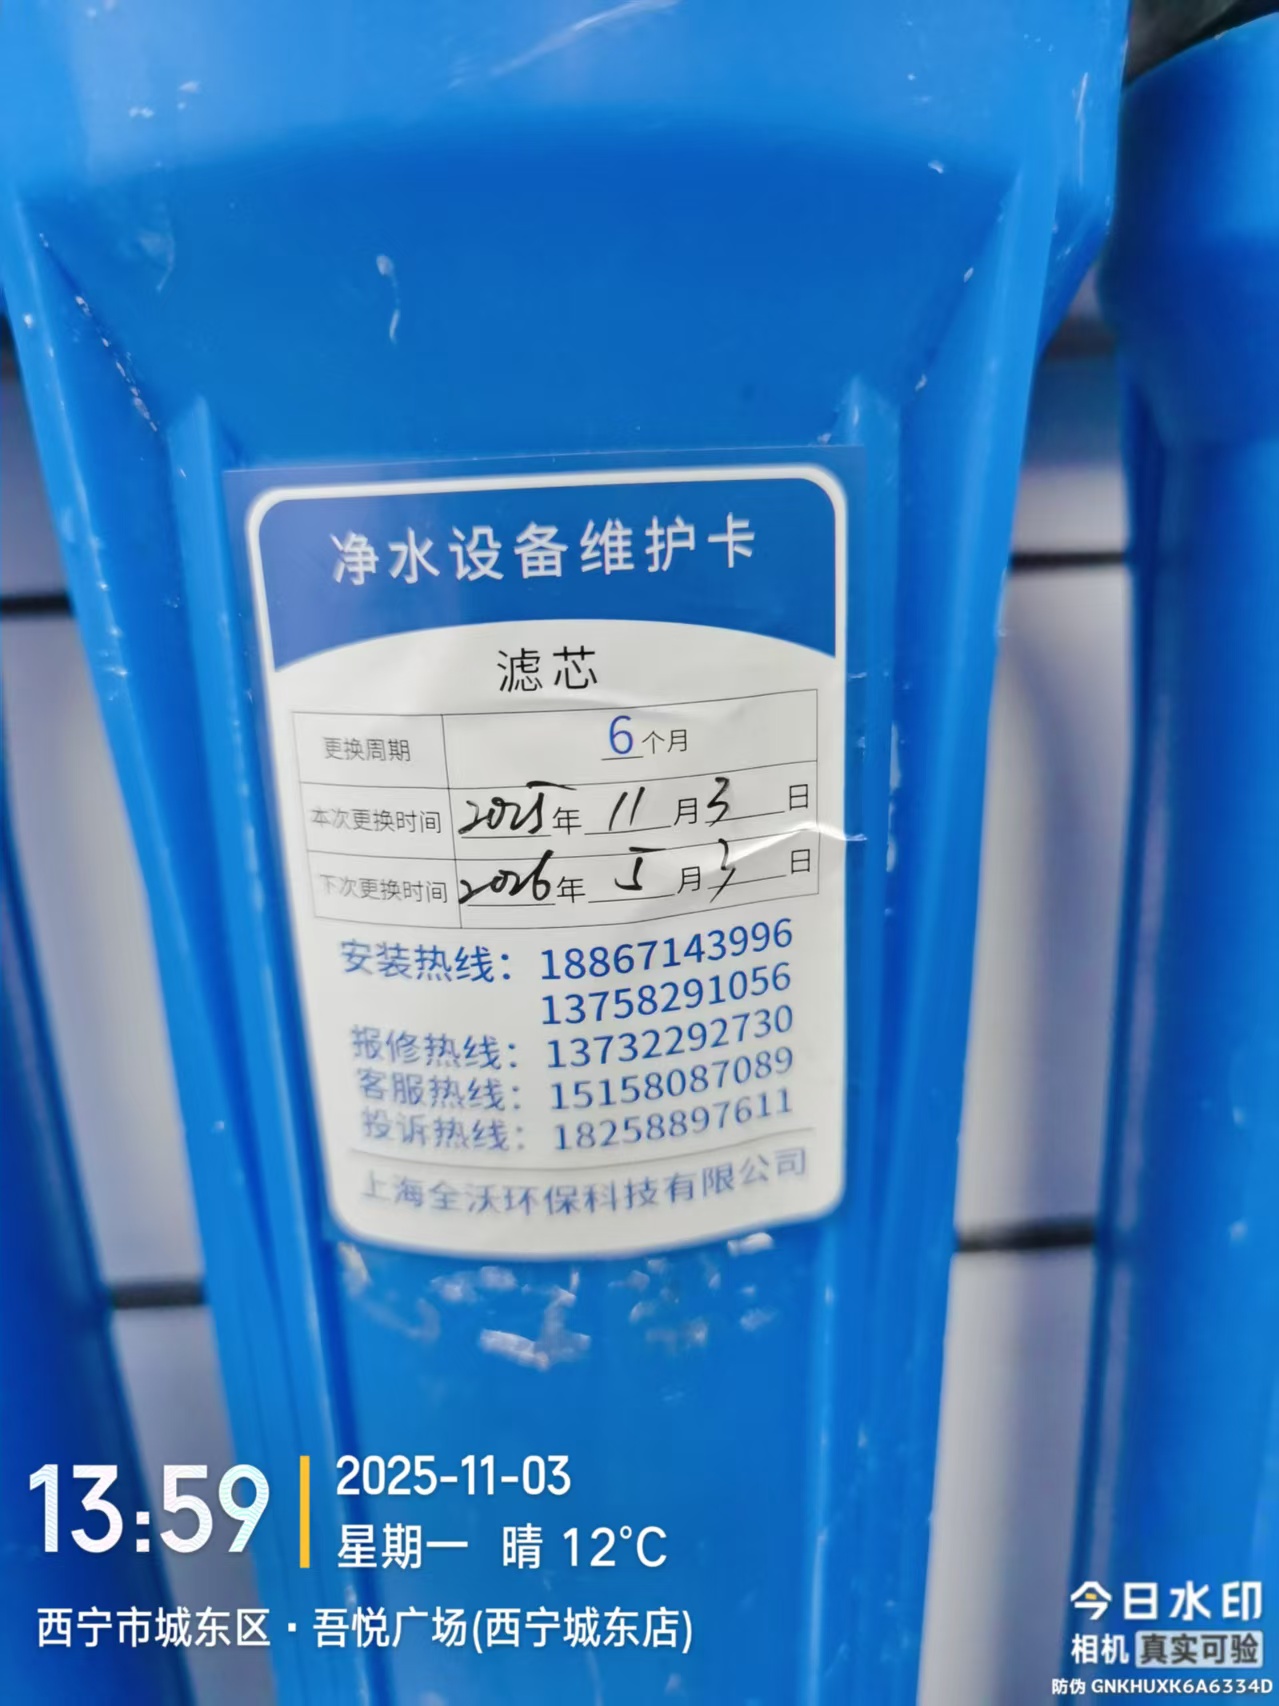 净水设备维护卡
滤芯
更换周期 6个月
本次更换时间 2025年 11 月 3 日
下次更换时间 2026年 5 月 3 日
安装热线：18867143996
13758291056
报修热线：13732292730
客服热线：15158087089
投诉热线：18258897611
上海全沃环保科技有限公司
13:59
2025-11-03
星期一 晴 12℃
西宁市城东区·吾悦广场(西宁城东店)
今日水印
相机 真实可验
防伪 GNKHUXK6A6334D